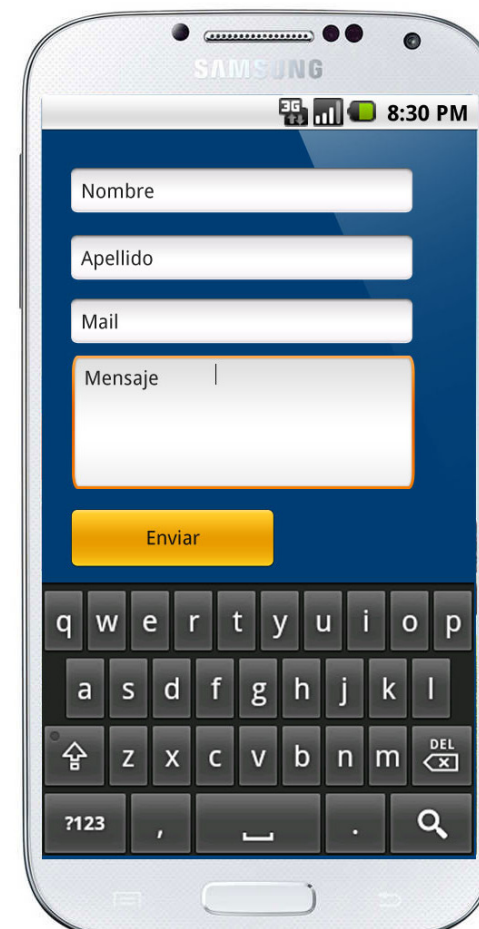 SAMSUNG
3G 8:30 PM
Nombre
Apellido
Mail
Mensaje
Enviar
q w e r t y u i o p
a s d f g h j k l
z x c v b n m DEL
?123 , .